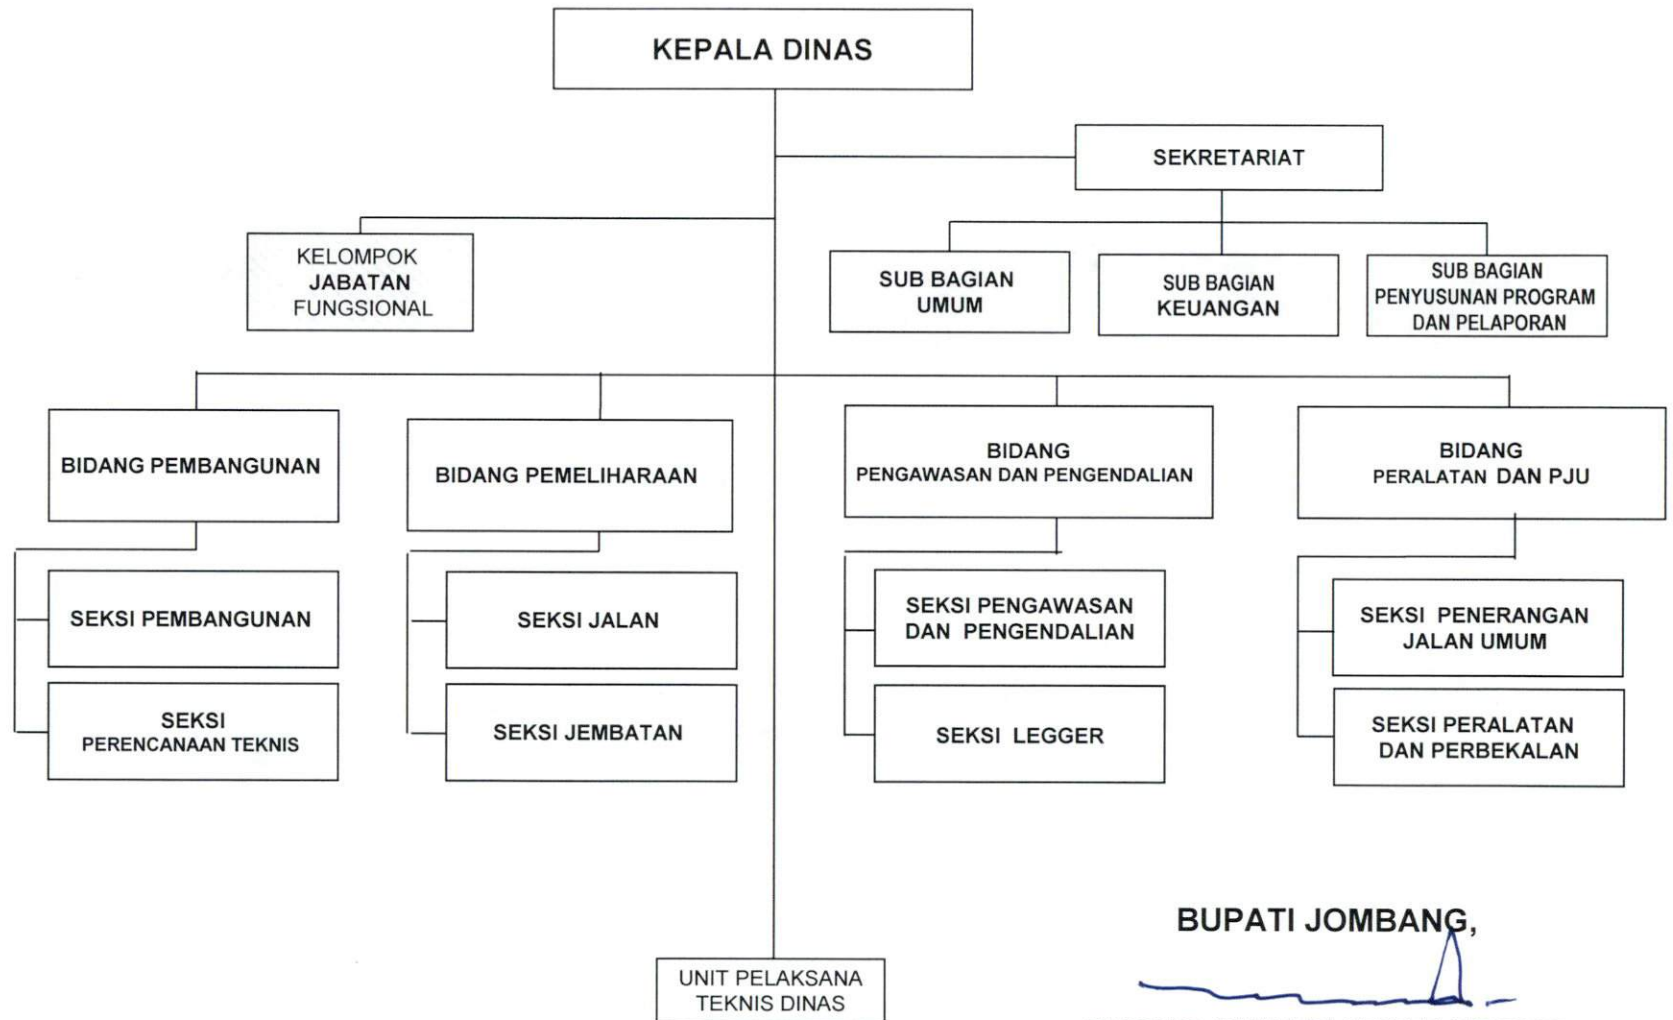 KEPALA DINAS
SEKRETARIAT
KELOMPOK
JABATAN
FUNGSIONAL
SUB BAGIAN
UMUM
SUB BAGIAN
KEUANGAN
SUB BAGIAN
PENYUSUNAN PROGRAM
DAN PELAPORAN
BIDANG PEMBANGUNAN
BIDANG PEMELIHARAAN
BIDANG
PENGAWASAN DAN PENGENDALIAN
BIDANG
PERALATAN DAN PJU
SEKSI PEMBANGUNAN
SEKSI JALAN
SEKSI PENGAWASAN
DAN PENGENDALIAN
SEKSI PENERANGAN
JALAN UMUM
SEKSI
PERENCANAAN TEKNIS
SEKSI JEMBATAN
SEKSI LEGGER
SEKSI PERALATAN
DAN PERBEKALAN
BUPATI JOMBANG,
UNIT PELAKSANA
TEKNIS DINAS